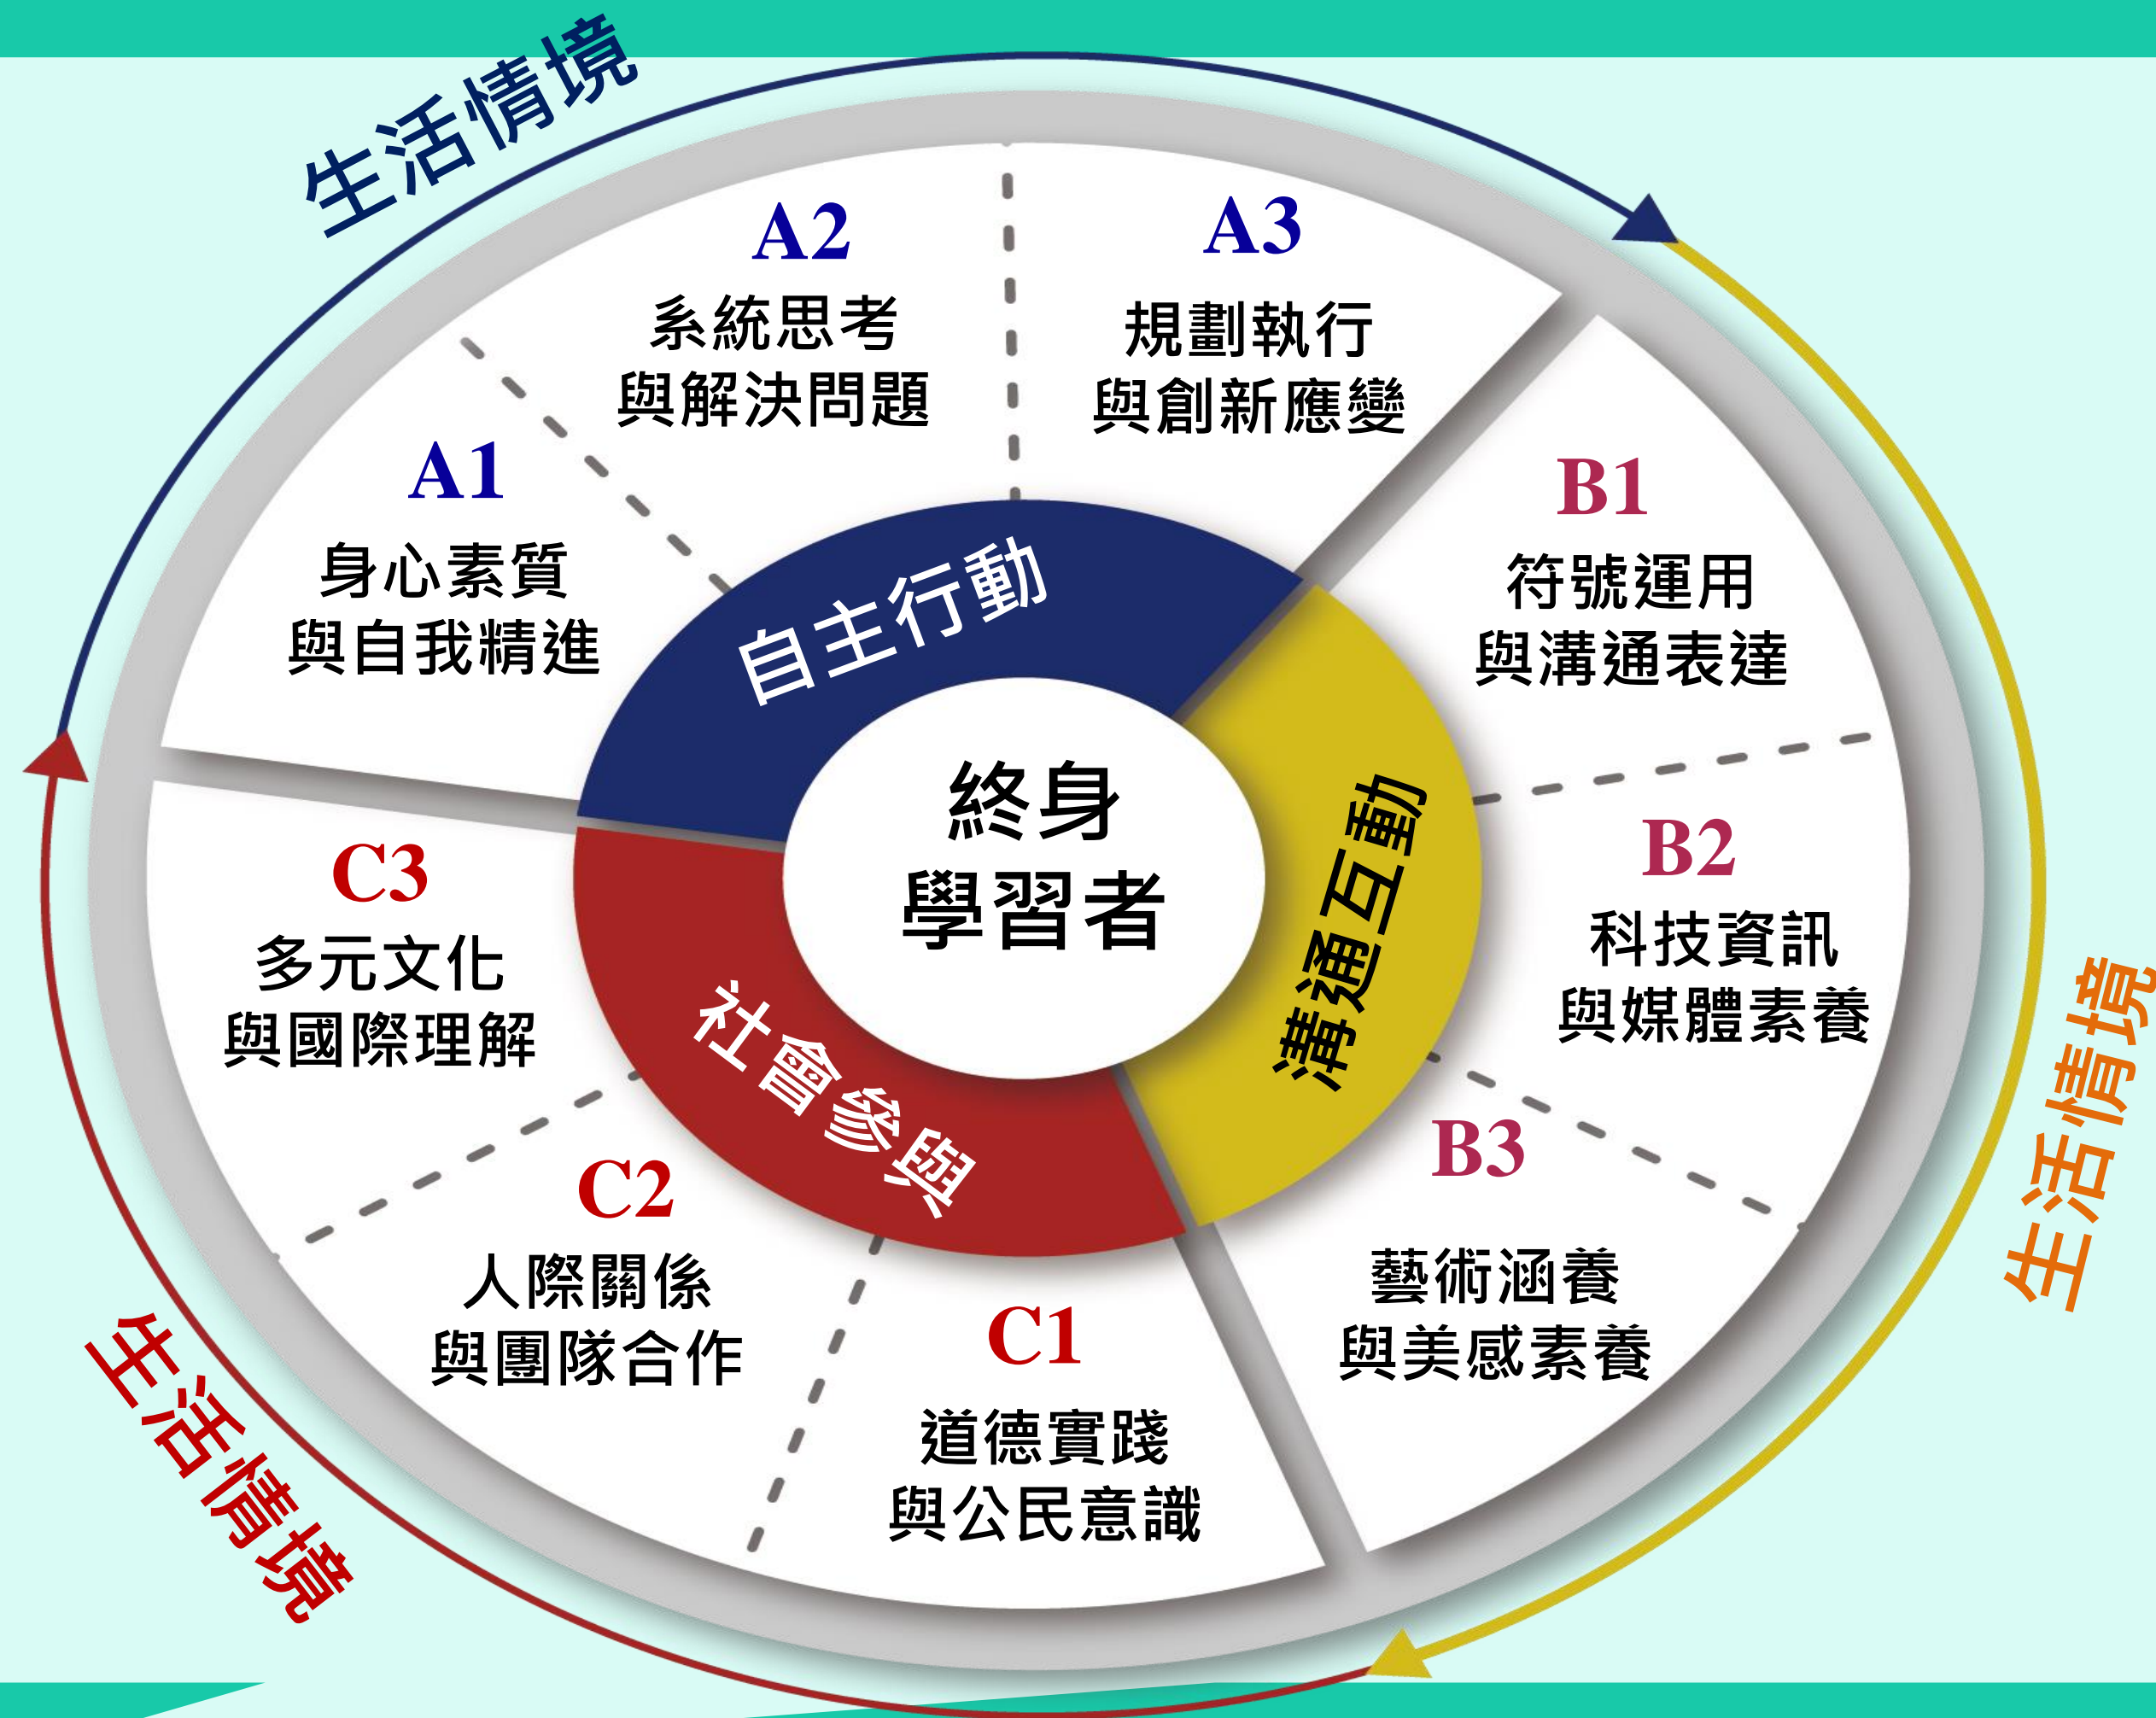 生活情境
A1
身心素質
與自我精進
A2
系統思考
與解決問題
A3
規劃執行
與創新應變
自主行動
B1
符號運用
與溝通表達
B2
科技資訊
與媒體素養
B3
藝術涵養
與美感素養
溝通互動
生活情境
C1
道德實踐
與公民意識
C2
人際關係
與團隊合作
C3
多元文化
與國際理解
社會參與
生活情境
終身
學習者